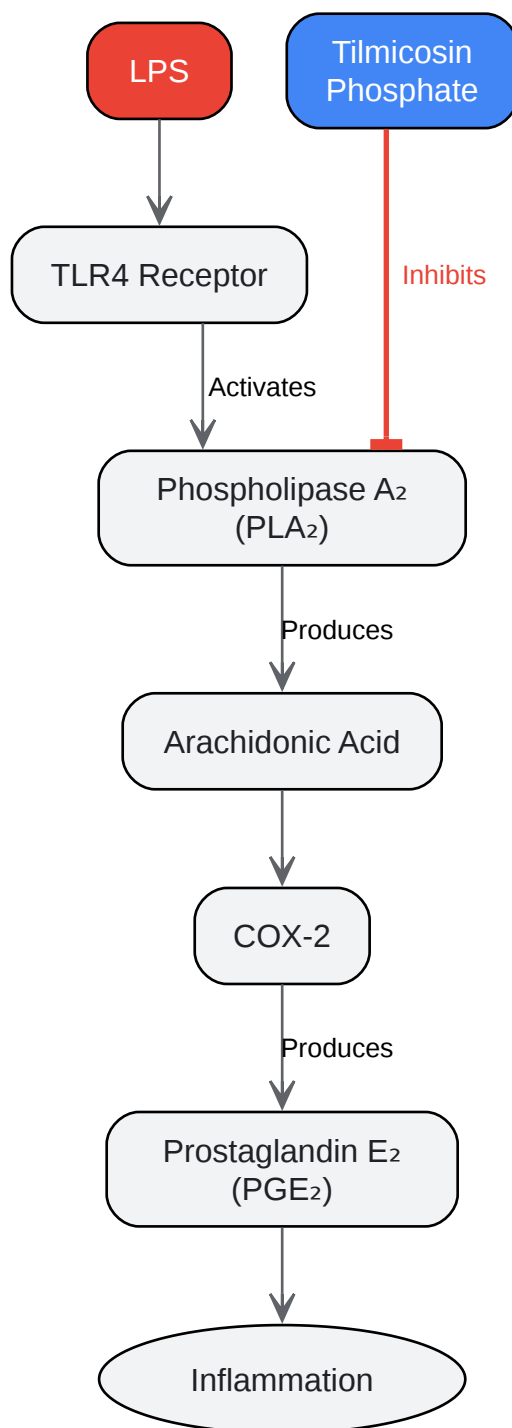 LPS
Tilmicosin
Phosphate
TLR4 Receptor
Inhibits
Activates
Phospholipase A₂
(PLA₂)
Produces
Arachidonic Acid
COX-2
Produces
Prostaglandin E₂
(PGE₂)
Inflammation